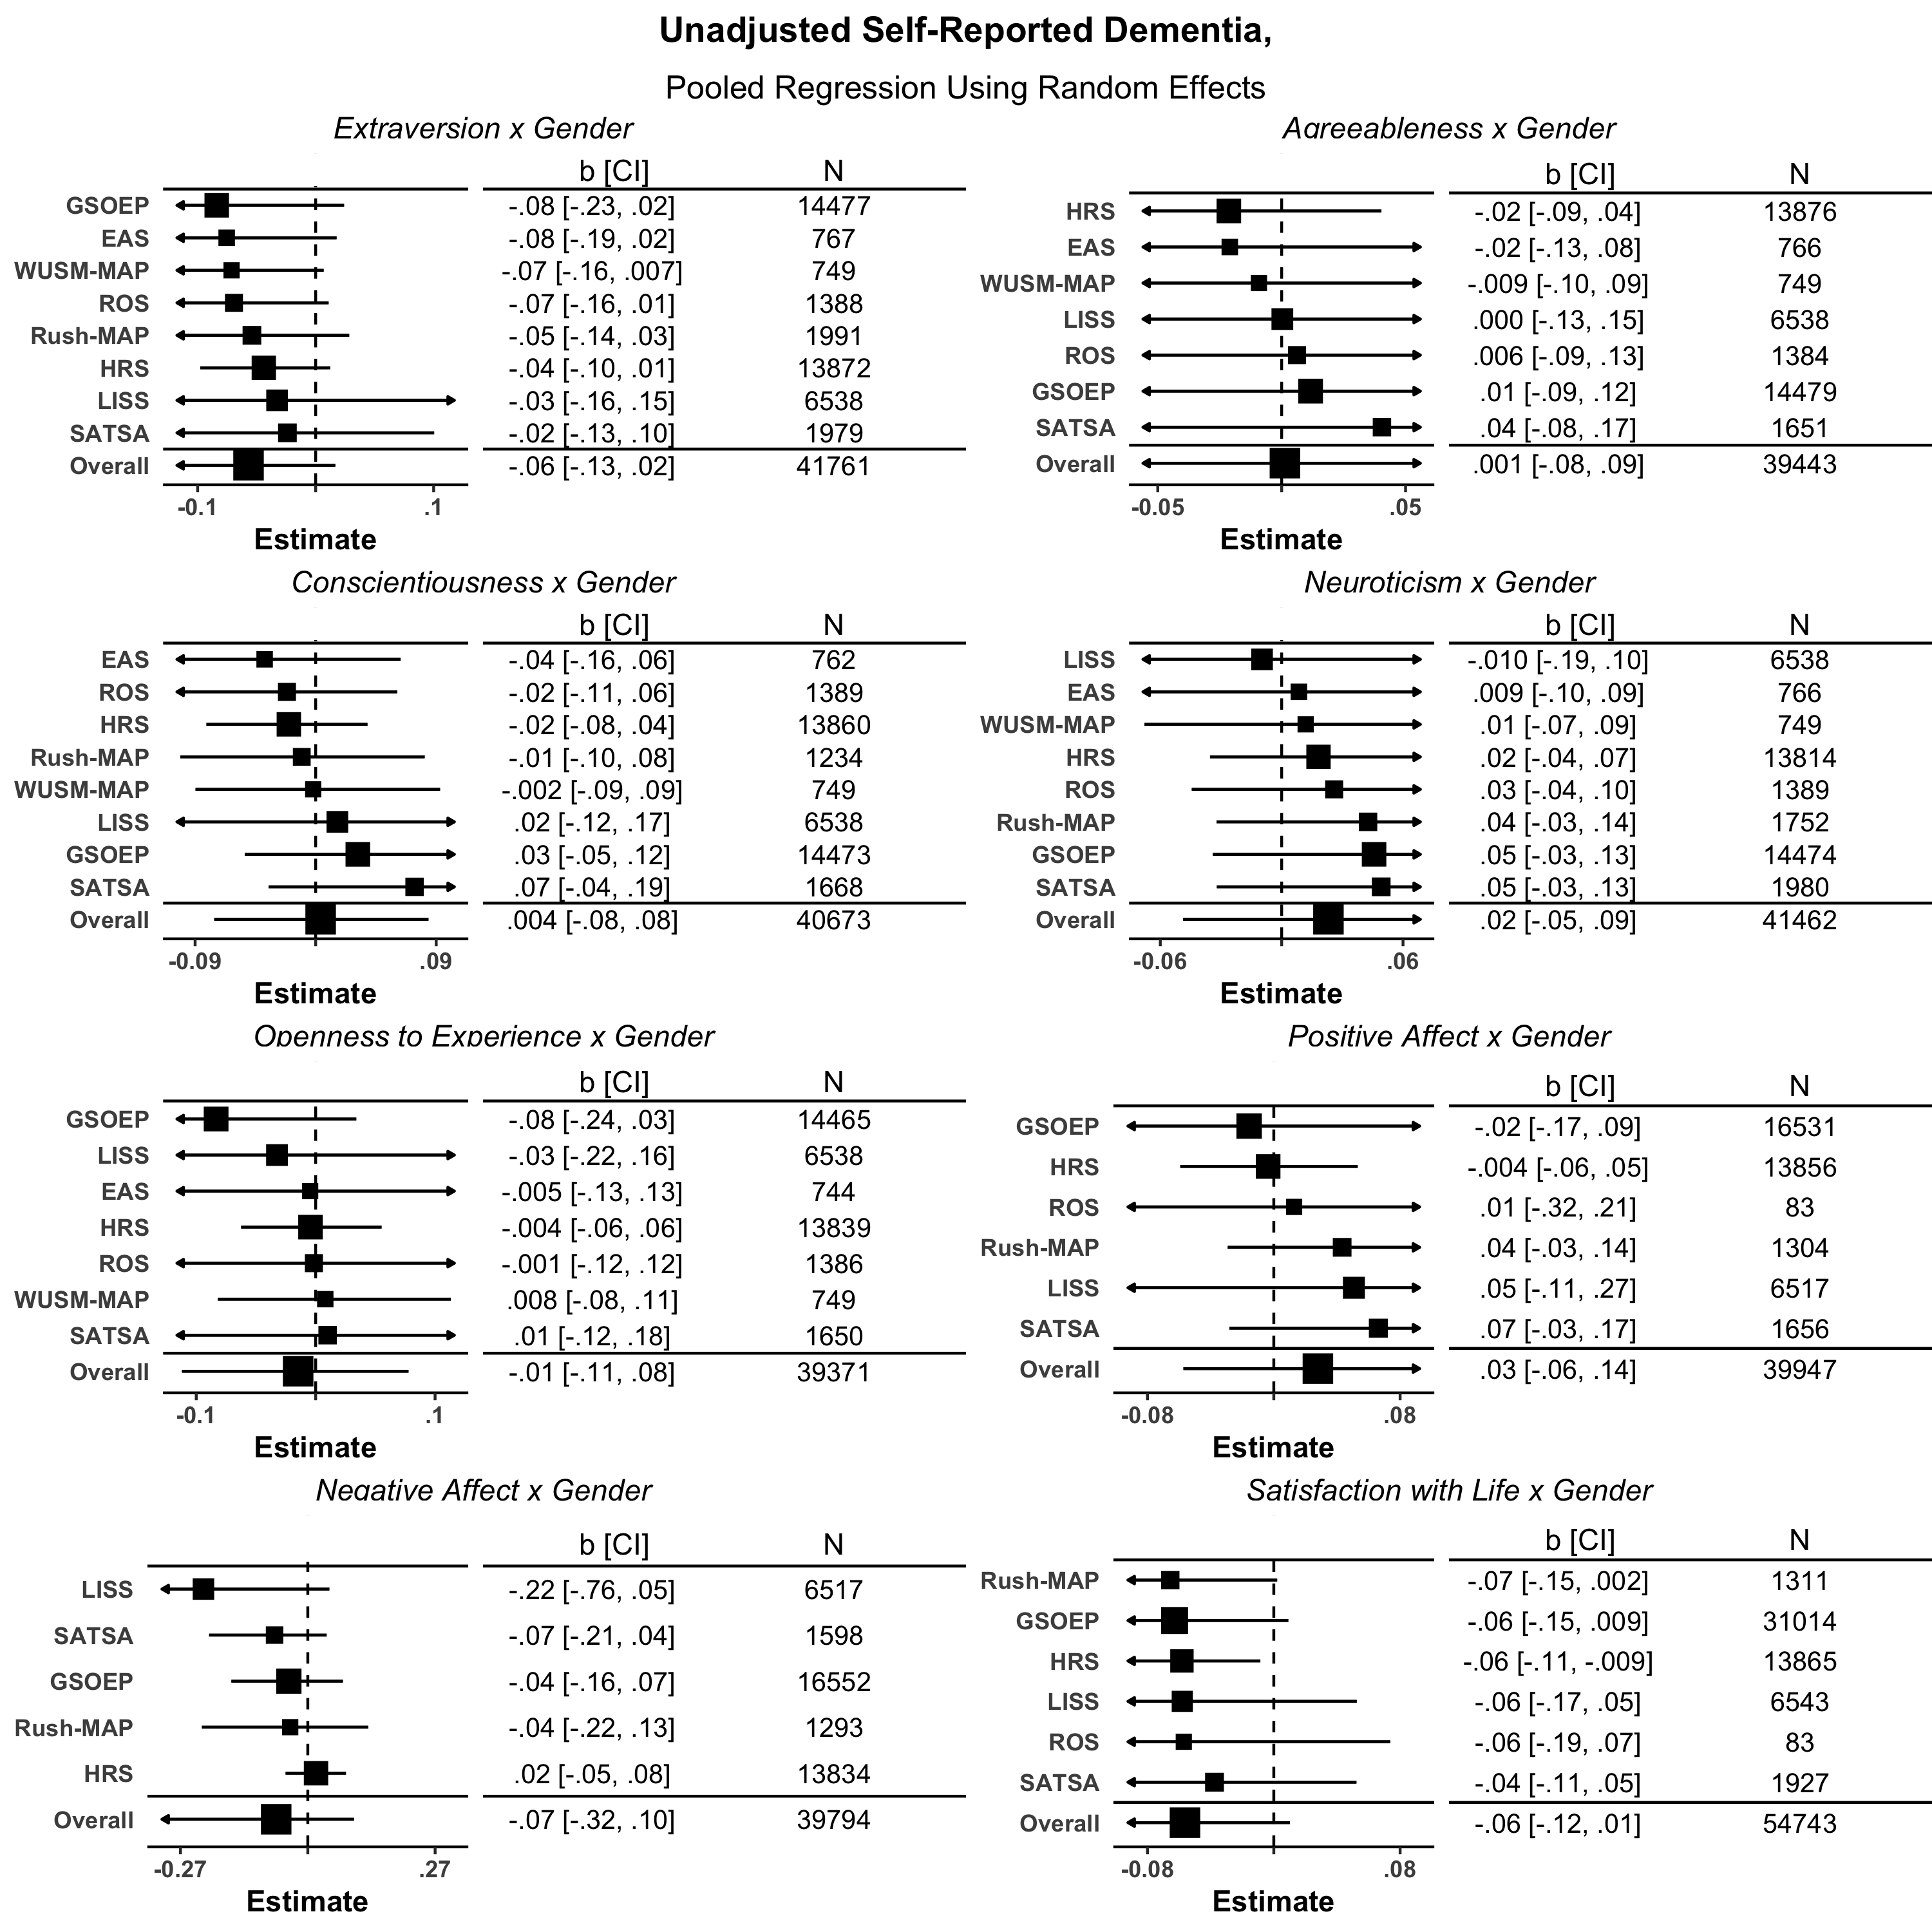 Unadjusted Self-Reported Dementia,
Pooled Regression Using Random Effects
Extraversion x Gender
b [CI] N
GSOEP -.08 [-.23, .02] 14477
EAS -.08 [-.19, .02] 767
WUSM-MAP -.07 [-.16, .007] 749
ROS -.07 [-.16, .01] 1388
Rush-MAP -.05 [-.14, .03] 1991
HRS -.04 [-.10, .01] 13872
LISS -.03 [-.16, .15] 6538
SATSA -.02 [-.13, .10] 1979
Overall -.06 [-.13, .02] 41761
-0.1 .1
Estimate
Agreeableness x Gender
b [CI] N
HRS -.02 [-.09, .04] 13876
EAS -.02 [-.13, .08] 766
WUSM-MAP -.009 [-.10, .09] 749
LISS .000 [-.13, .15] 6538
ROS .006 [-.09, .13] 1384
GSOEP .01 [-.09, .12] 14479
SATSA .04 [-.08, .17] 1651
Overall .001 [-.08, .09] 39443
-0.05 .05
Estimate
Conscientiousness x Gender
b [CI] N
EAS -.04 [-.16, .06] 762
ROS -.02 [-.11, .06] 1389
HRS -.02 [-.08, .04] 13860
Rush-MAP -.01 [-.10, .08] 1234
WUSM-MAP -.002 [-.09, .09] 749
LISS .02 [-.12, .17] 6538
GSOEP .03 [-.05, .12] 14473
SATSA .07 [-.04, .19] 1668
Overall .004 [-.08, .08] 40673
-0.09 .09
Estimate
Neuroticism x Gender
b [CI] N
LISS -.010 [-.19, .10] 6538
EAS .009 [-.10, .09] 766
WUSM-MAP .01 [-.07, .09] 749
HRS .02 [-.04, .07] 13814
ROS .03 [-.04, .10] 1389
Rush-MAP .04 [-.03, .14] 1752
GSOEP .05 [-.03, .13] 14474
SATSA .05 [-.03, .13] 1980
Overall .02 [-.05, .09] 41462
-0.06 .06
Estimate
Openness to Experience x Gender
b [CI] N
GSOEP -.08 [-.24, .03] 14465
LISS -.03 [-.22, .16] 6538
EAS -.005 [-.13, .13] 744
HRS -.004 [-.06, .06] 13839
ROS -.001 [-.12, .12] 1386
WUSM-MAP .008 [-.08, .11] 749
SATSA .01 [-.12, .18] 1650
Overall -.01 [-.11, .08] 39371
-0.1 .1
Estimate
Positive Affect x Gender
b [CI] N
GSOEP -.02 [-.17, .09] 16531
HRS -.004 [-.06, .05] 13856
ROS .01 [-.32, .21] 83
Rush-MAP .04 [-.03, .14] 1304
LISS .05 [-.11, .27] 6517
SATSA .07 [-.03, .17] 1656
Overall .03 [-.06, .14] 39947
-0.08 .08
Estimate
Negative Affect x Gender
b [CI] N
LISS -.22 [-.76, .05] 6517
SATSA -.07 [-.21, .04] 1598
GSOEP -.04 [-.16, .07] 16552
Rush-MAP -.04 [-.22, .13] 1293
HRS .02 [-.05, .08] 13834
Overall -.07 [-.32, .10] 39794
-0.27 .27
Estimate
Satisfaction with Life x Gender
b [CI] N
Rush-MAP -.07 [-.15, .002] 1311
GSOEP -.06 [-.15, .009] 31014
HRS -.06 [-.11, -.009] 13865
LISS -.06 [-.17, .05] 6543
ROS -.06 [-.19, .07] 83
SATSA -.04 [-.11, .05] 1927
Overall -.06 [-.12, .01] 54743
-0.08 .08
Estimate